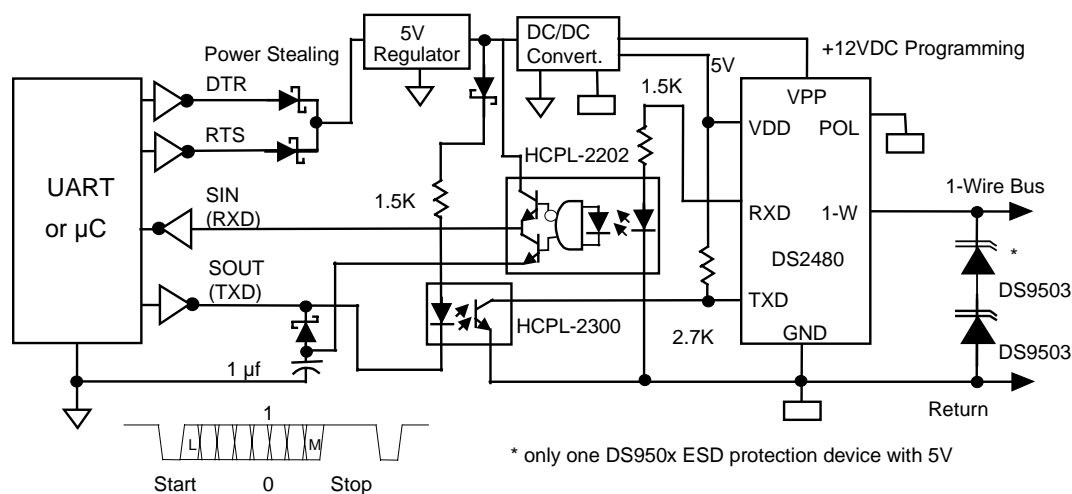 5V
Regulator
DC/DC
Convert.
+12VDC Programming
Power Stealing
DTR
5V
1.5K
VPP
VDD
POL
RTS
HCPL-2202
UART
or µC
SIN
(RXD)
1.5K
1-Wire Bus
RXD
1-W
*
SOUT
(TXD)
DS2480
DS9503
TXD
HCPL-2300
2.7K
GND
DS9503
1 µf
Return
1
L
M
* only one DS950x ESD protection device with 5V
Start
0
Stop